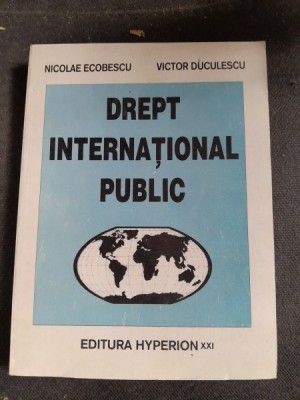 NICOLAE ECOBESCU VICTOR DUCULESCU
DREPT
INTERNAȚIONAL
PUBLIC
EDITURA HYPERION XXI